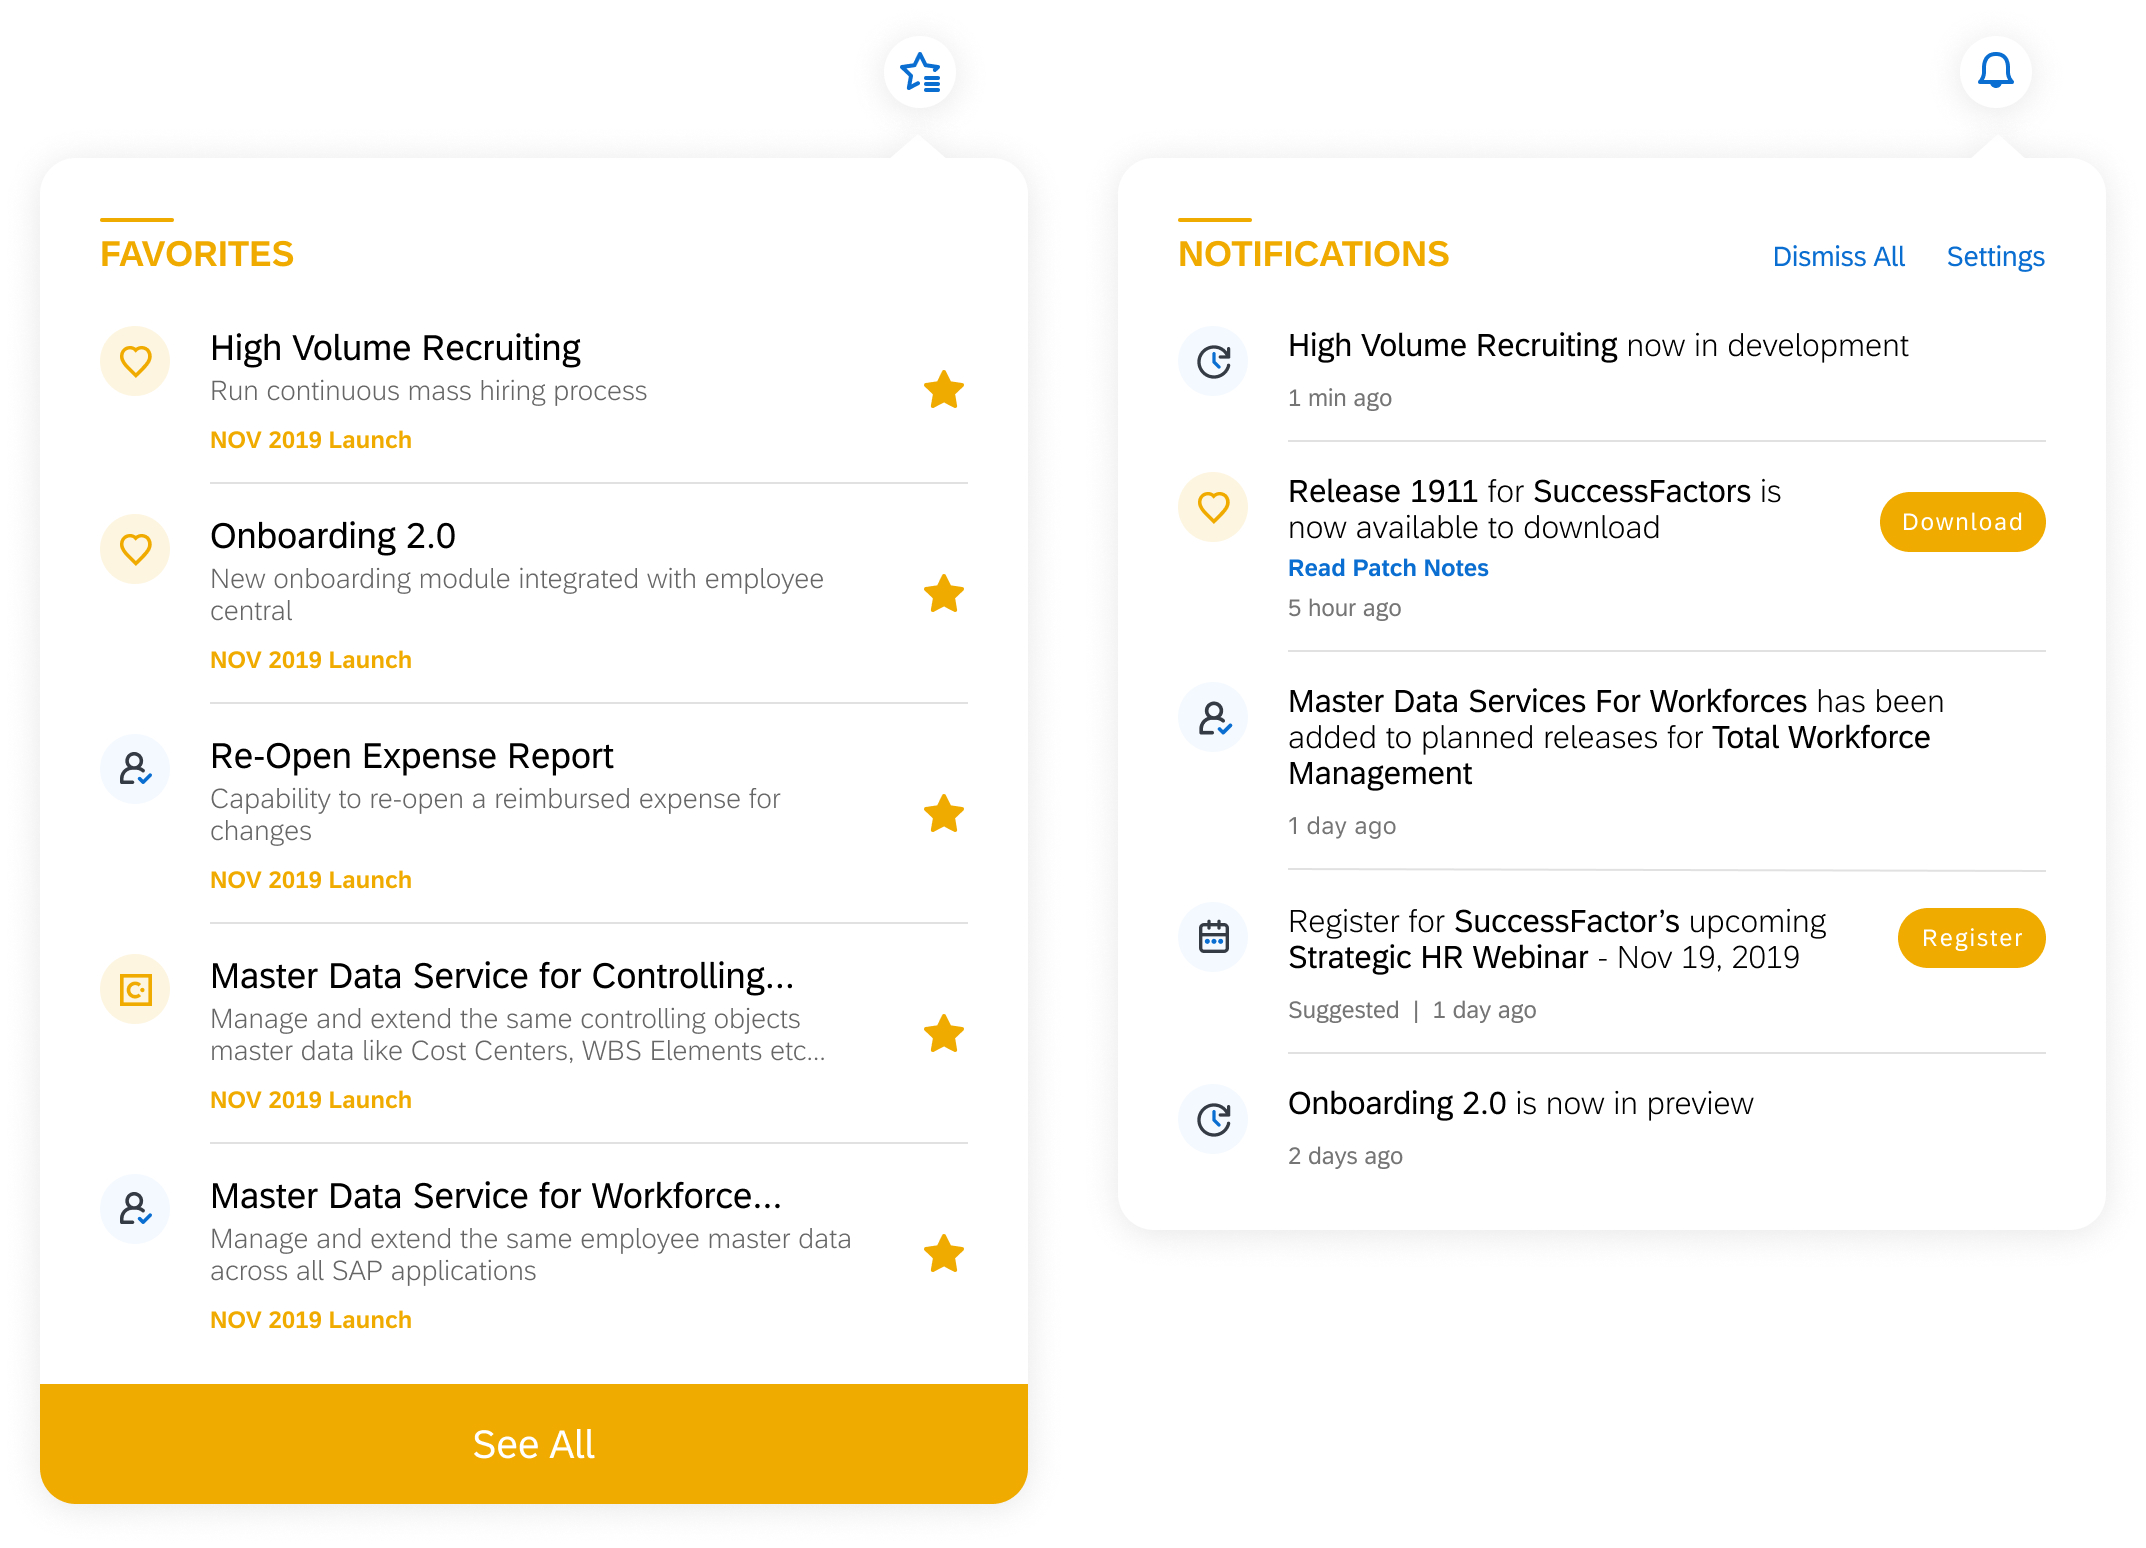 FAVORITES
High Volume Recruiting
Run continuous mass hiring process
NOV 2019 Launch
Onboarding 2.0
New onboarding module integrated with employee
central
NOV 2019 Launch
Re-Open Expense Report
Capability to re-open a reimbursed expense for
changes
NOV 2019 Launch
Master Data Service for Controlling...
Manage and extend the same controlling objects
master data like Cost Centers, WBS Elements etc...
NOV 2019 Launch
Master Data Service for Workforce...
Manage and extend the same employee master data
across all SAP applications
NOV 2019 Launch
See All
NOTIFICATIONS
Dismiss All
Settings
High Volume Recruiting now in development
1 min ago
Release 1911 for SuccessFactors is
now available to download
Read Patch Notes
5 hour ago
Download
Master Data Services For Workforces has been
added to planned releases for Total Workforce
Management
1 day ago
Register for SuccessFactor’s upcoming
Strategic HR Webinar - Nov 19, 2019
Suggested | 1 day ago
Register
Onboarding 2.0 is now in preview
2 days ago